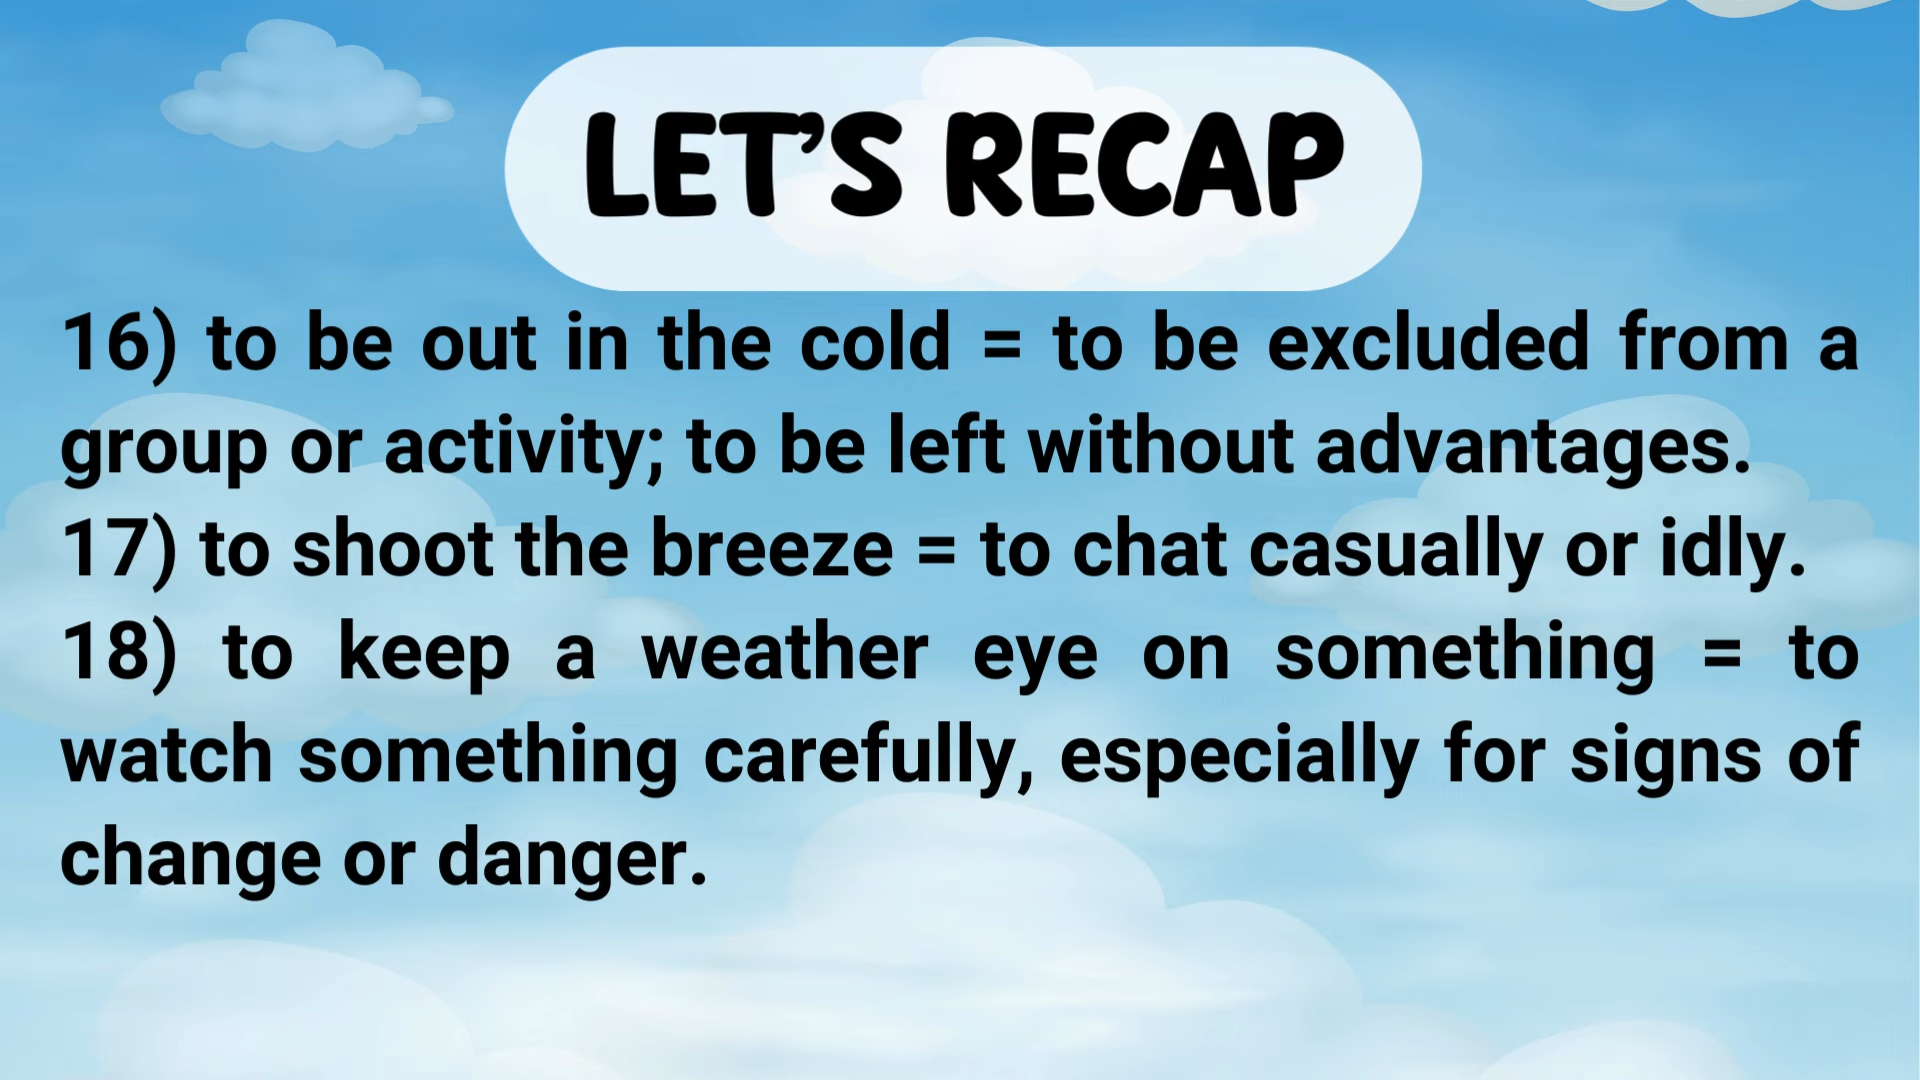 LET’S RECAP
16) to be out in the cold = to be excluded from a
group or activity; to be left without advantages.
17) to shoot the breeze = to chat casually or idly.
18) to keep a weather eye on something = to
watch something carefully, especially for signs of
change or danger.